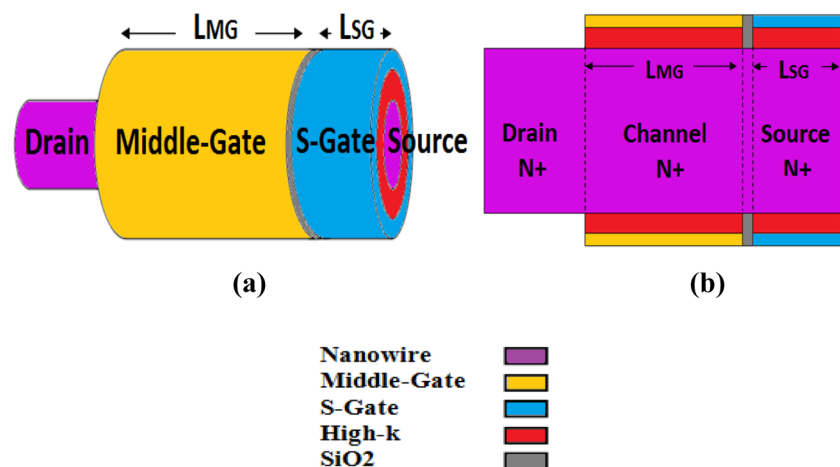 LMG
LSG
Drain
Middle-Gate
S-Gate
Source
(a)
LMG
LSG
Drain
N+
Channel
N+
Source
N+
(b)
Nanowire
Middle-Gate
S-Gate
High-k
SiO2